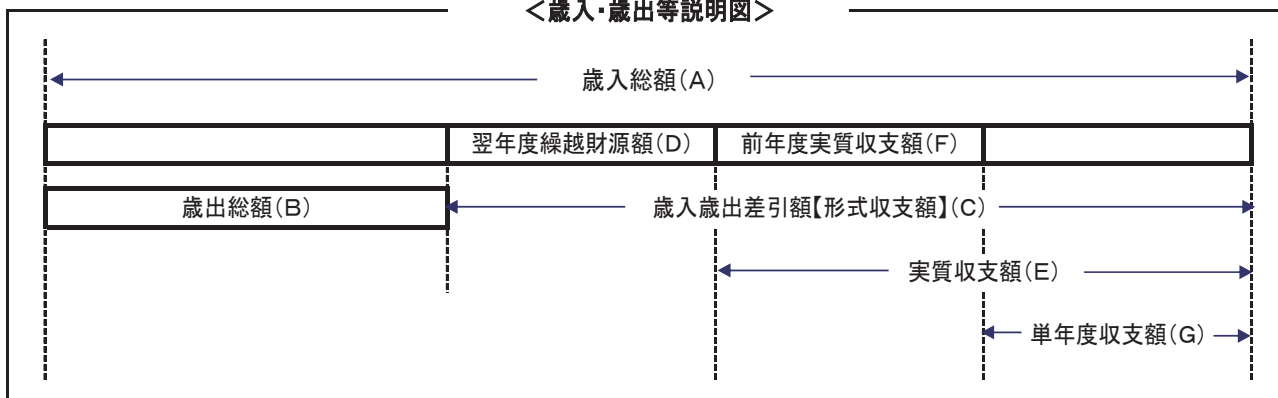 ＜歳入・歳出等説明図＞
歳入総額(A)
翌年度繰越財源額(D) 前年度実質収支額(F)
歳出総額(B) 歳入歳出差引額【形式収支額】(C)
実質収支額(E)
単年度収支額(G)